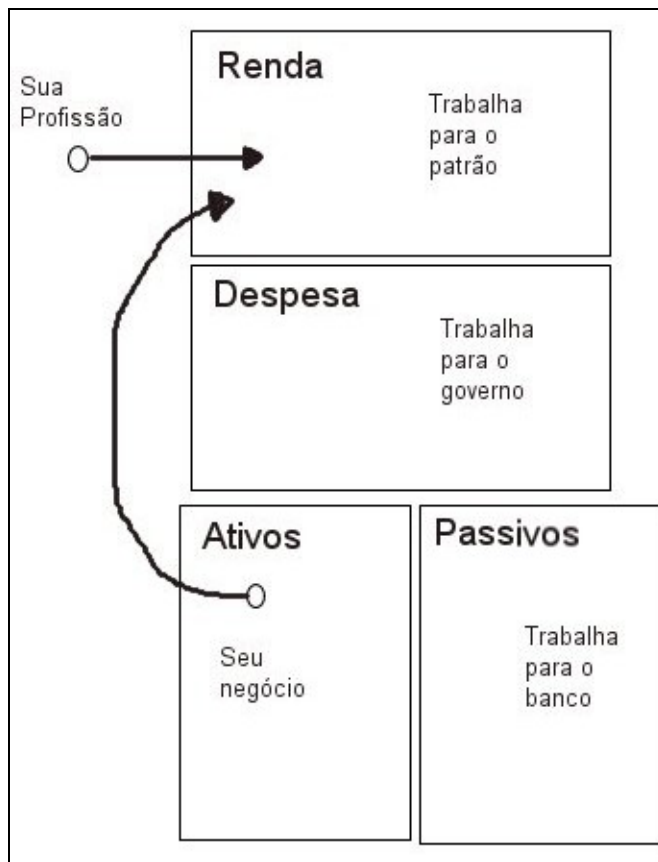 Renda
Sua
Profissão
Trabalha
para o
patrão
Despesa
Trabalha
para o
governo
Ativos
Seu
negócio
Passivos
Trabalha
para o
banco